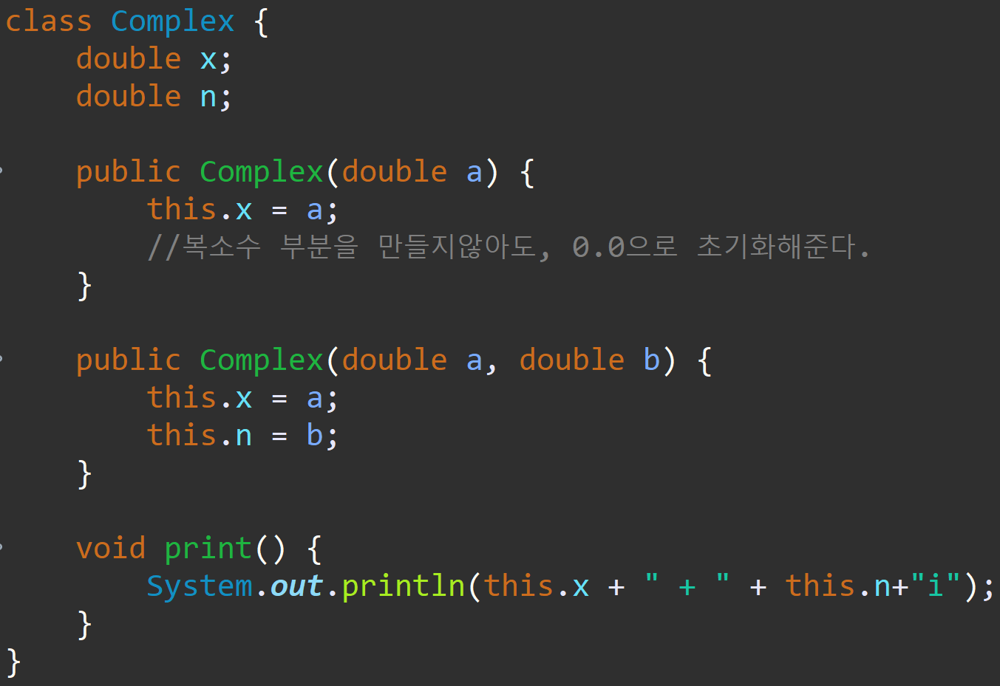 class Complex {
    double x;
    double n;

    public Complex(double a) {
        this.x = a;
        //복소수 부분을 만들지않아도, 0.0으로 초기화해준다.
    }

    public Complex(double a, double b) {
        this.x = a;
        this.n = b;
    }

    void print() {
        System.out.println(this.x + " + " + this.n+"i");
    }
}